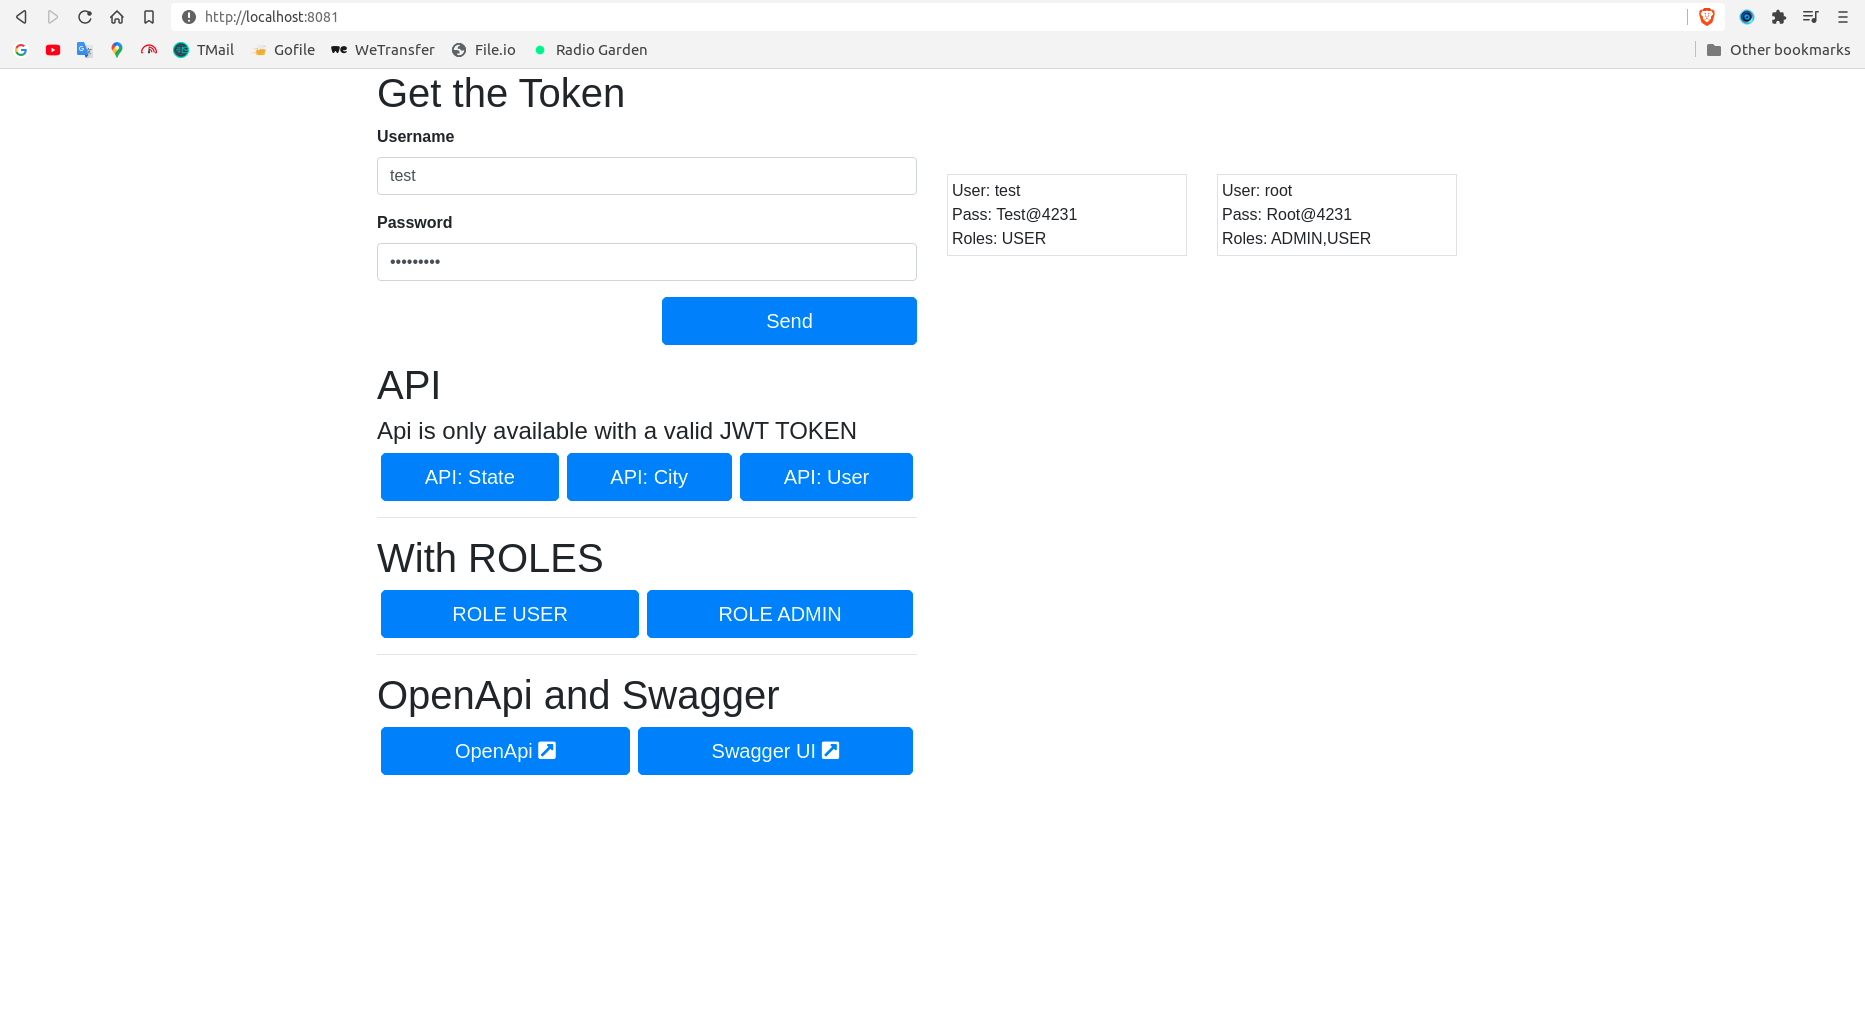 http://localhost:8081
TMail
Gofile
WeTransfer
File.io
Radio Garden
Other bookmarks
Get the Token
Username
test
Password
•••••••••
Send
User: test
Pass: Test@4231
Roles: USER
User: root
Pass: Root@4231
Roles: ADMIN,USER
API
Api is only available with a valid JWT TOKEN
API: State
API: City
API: User
With ROLES
ROLE USER
ROLE ADMIN
OpenApi and Swagger
OpenApi
Swagger UI